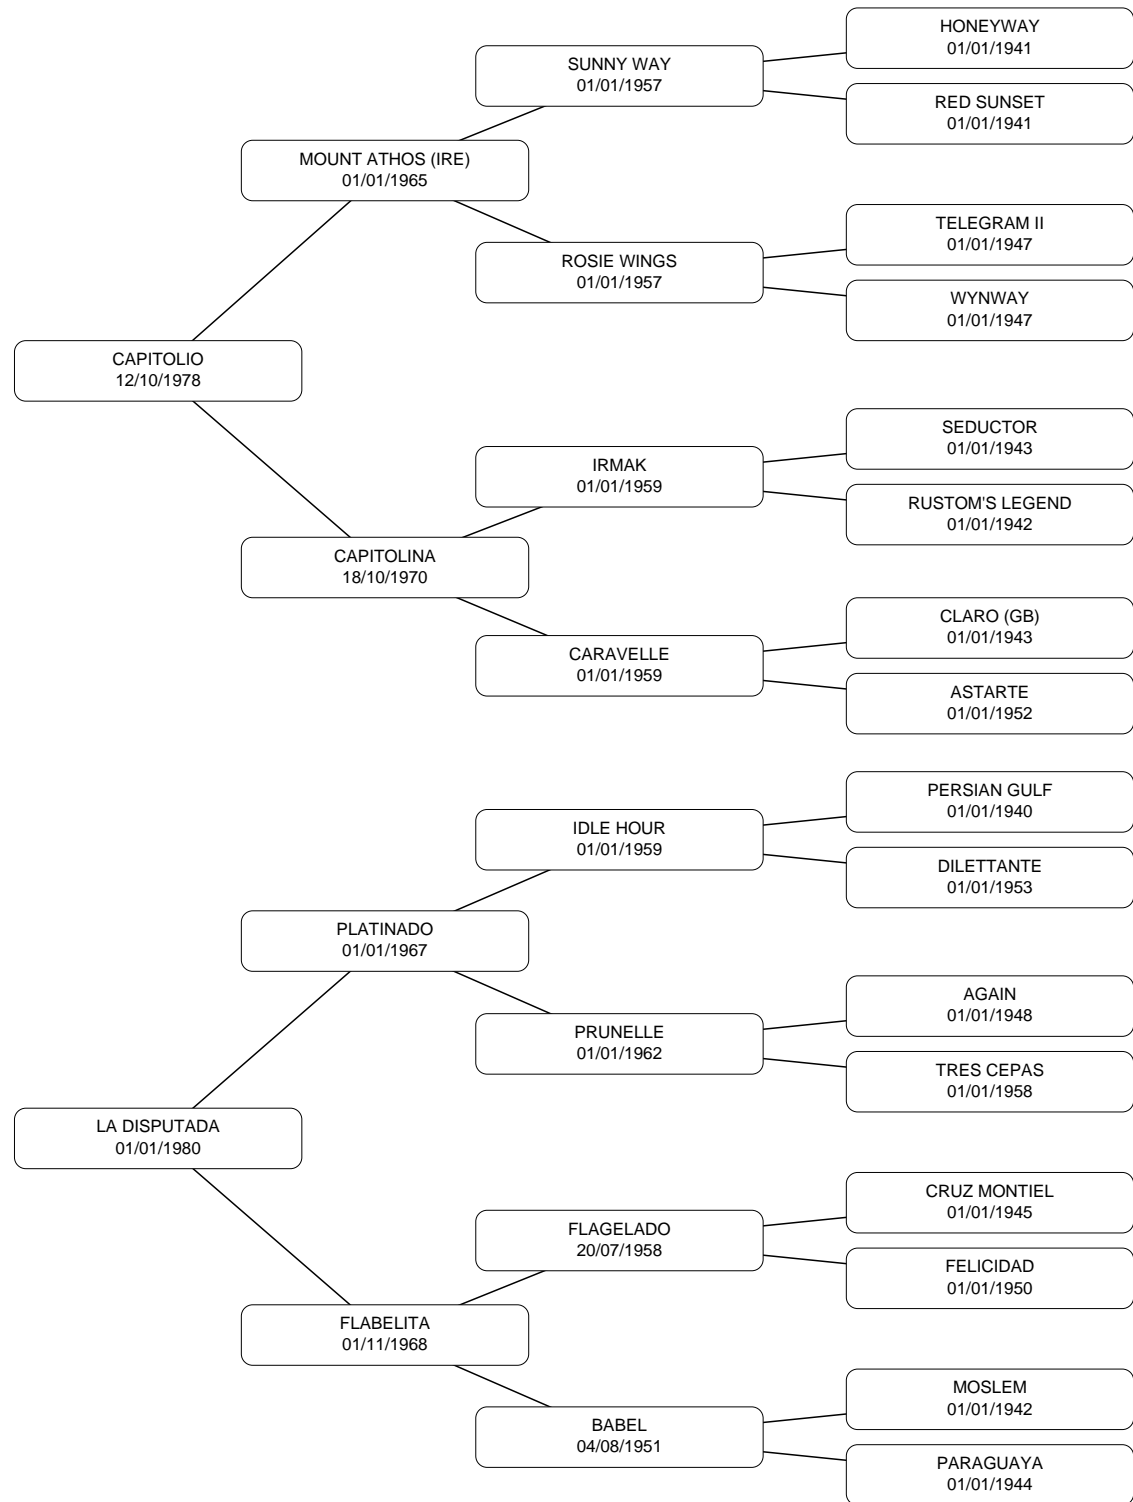 HONEYWAY
01/01/1941
SUNNY WAY
01/01/1957
RED SUNSET
01/01/1941
MOUNT ATHOS (IRE)
01/01/1965
TELEGRAM II
01/01/1947
ROSIE WINGS
01/01/1957
WYNWAY
01/01/1947
CAPITOLIO
12/10/1978
SEDUCTOR
01/01/1943
IRMAK
01/01/1959
RUSTOM'S LEGEND
01/01/1942
CAPITOLINA
18/10/1970
CLARO (GB)
01/01/1943
CARAVELLE
01/01/1959
ASTARTE
01/01/1952
PERSIAN GULF
01/01/1940
IDLE HOUR
01/01/1959
DILETTANTE
01/01/1953
PLATINADO
01/01/1967
AGAIN
01/01/1948
PRUNELLE
01/01/1962
TRES CEPAS
01/01/1958
LA DISPUTADA
01/01/1980
CRUZ MONTIEL
01/01/1945
FLAGELADO
20/07/1958
FELICIDAD
01/01/1950
FLABELITA
01/11/1968
MOSLEM
01/01/1942
BABEL
04/08/1951
PARAGUAYA
01/01/1944